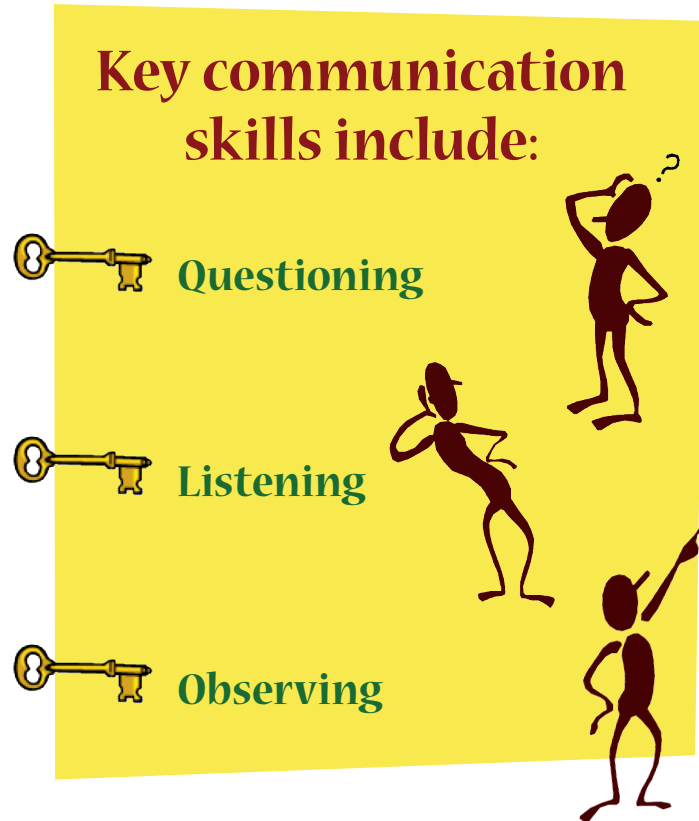 Key communication
skills include:
?
Questioning
Listening
Observing